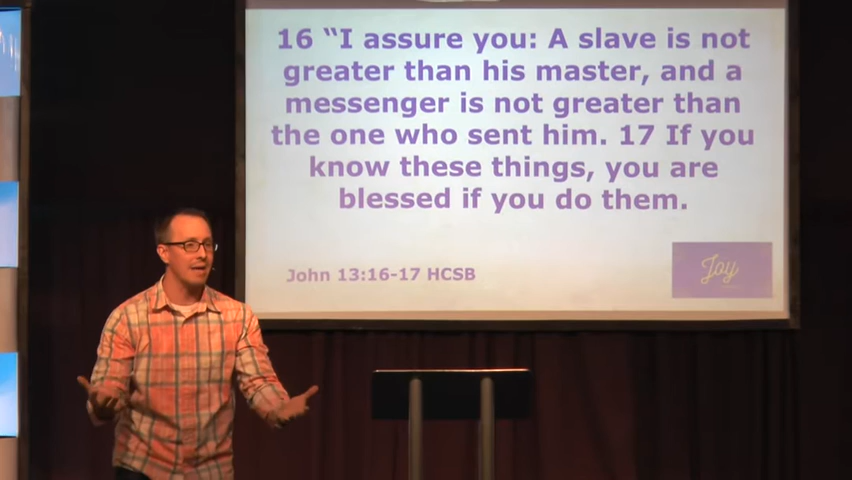 16 “I assure you: A slave is not
greater than his master, and a
messenger is not greater than
the one who sent him. 17 If you
know these things, you are
blessed if you do them.
John 13:16-17 HCSB
Joy